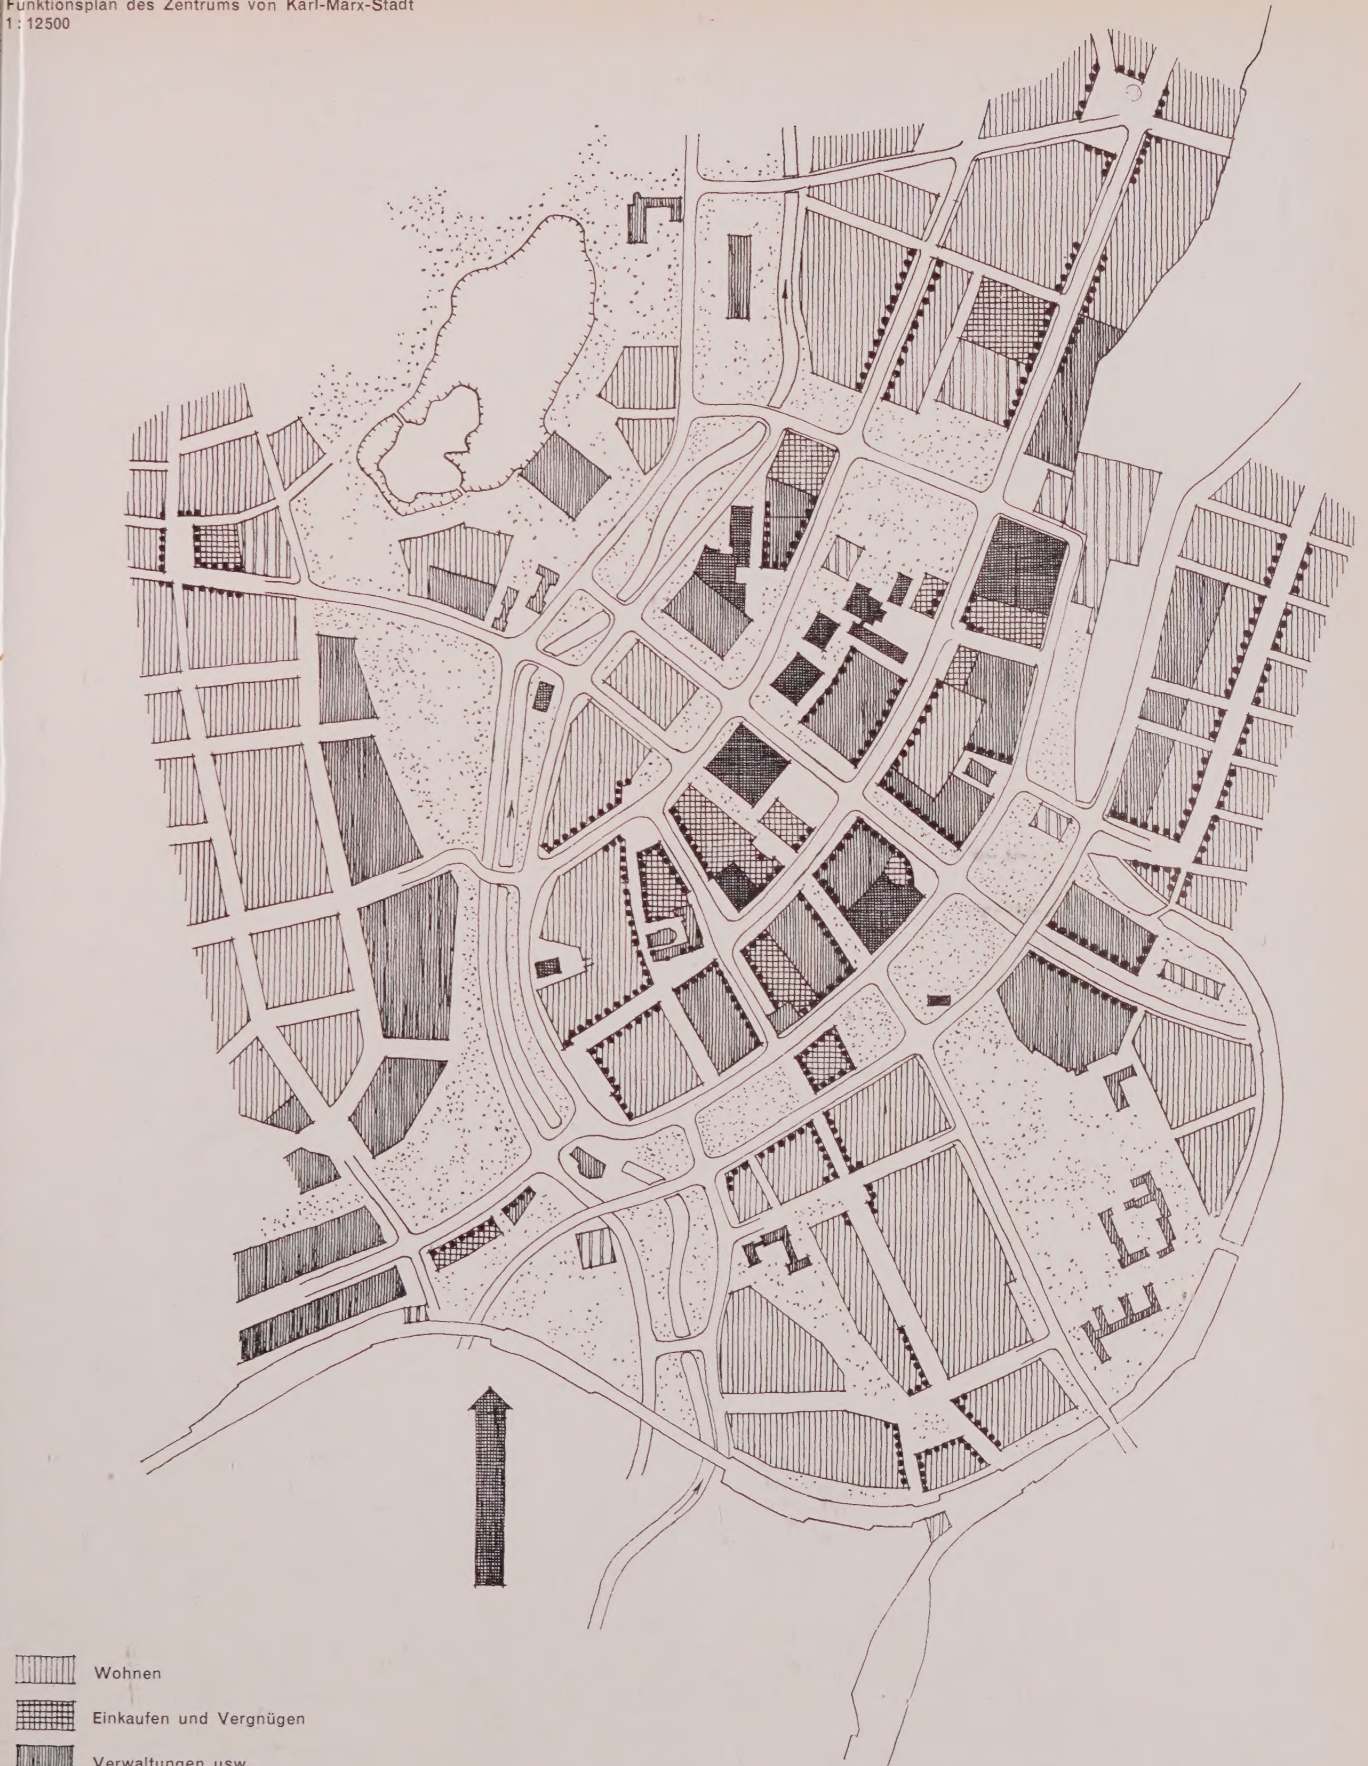 Funktionsplan des Zentrums von Karl-Marx-Stadt
1:12500
Wohnen
Einkaufen und Vergnügen
Verwaltungen usw.